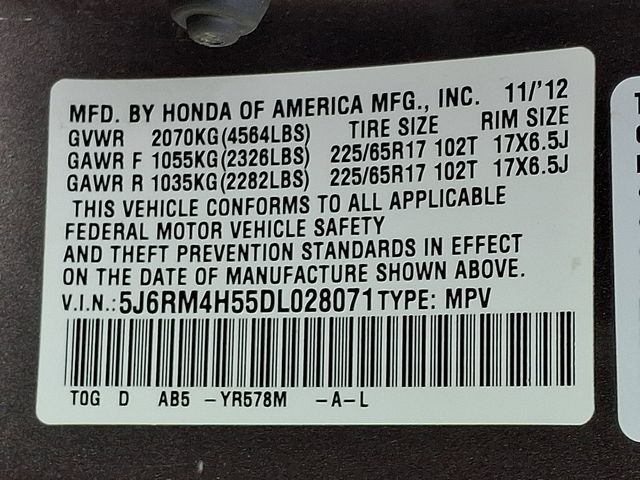 MFD. BY HONDA OF AMERICA MFG., INC. 11/'12
GVWR 2070KG(4564LBS) TIRE SIZE RIM SIZE
GAWR F 1055KG(2326LBS) 225/65R17 102T 17X6.5J
GAWR R 1035KG(2282LBS) 225/65R17 102T 17X6.5J
THIS VEHICLE CONFORMS TO ALL APPLICABLE
FEDERAL MOTOR VEHICLE SAFETY
AND THEFT PREVENTION STANDARDS IN EFFECT
ON THE DATE OF MANUFACTURE SHOWN ABOVE.
V.I.N.: 5J6RM4H55DL028071 TYPE: MPV
TOG D AB5 -YR578M -A-L